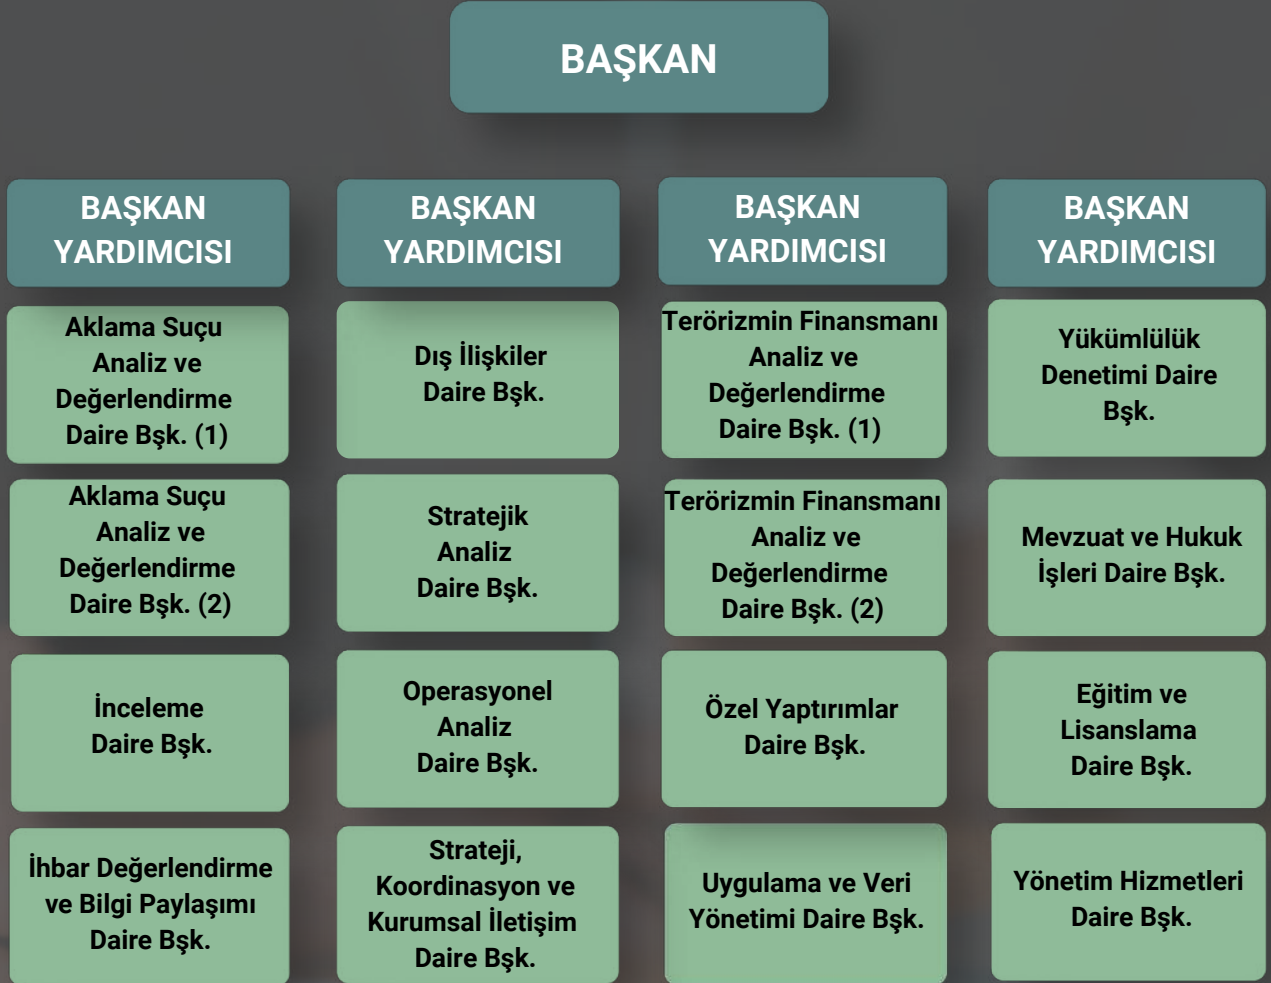 BAŞKAN
BAŞKAN
YARDIMCISI
Aklama Suçu
Analiz ve
Değerlendirme
Daire Bşk. (1)
Aklama Suçu
Analiz ve
Değerlendirme
Daire Bşk. (2)
İnceleme
Daire Bşk.
İhbar Değerlendirme
ve Bilgi Paylaşımı
Daire Bşk.
BAŞKAN
YARDIMCISI
Dış İlişkiler
Daire Bşk.
Stratejik
Analiz
Daire Bşk.
Operasyonel
Analiz
Daire Bşk.
Strateji,
Koordinasyon ve
Kurumsal İletişim
Daire Bşk.
BAŞKAN
YARDIMCISI
Terörizmin Finansmanı
Analiz ve
Değerlendirme
Daire Bşk. (1)
Terörizmin Finansmanı
Analiz ve
Değerlendirme
Daire Bşk. (2)
Özel Yaptırımlar
Daire Bşk.
Uygulama ve Veri
Yönetimi Daire Bşk.
BAŞKAN
YARDIMCISI
Yükümlülük
Denetimi Daire
Bşk.
Mevzuat ve Hukuk
İşleri Daire Bşk.
Eğitim ve
Lisanslama
Daire Bşk.
Yönetim Hizmetleri
Daire Bşk.